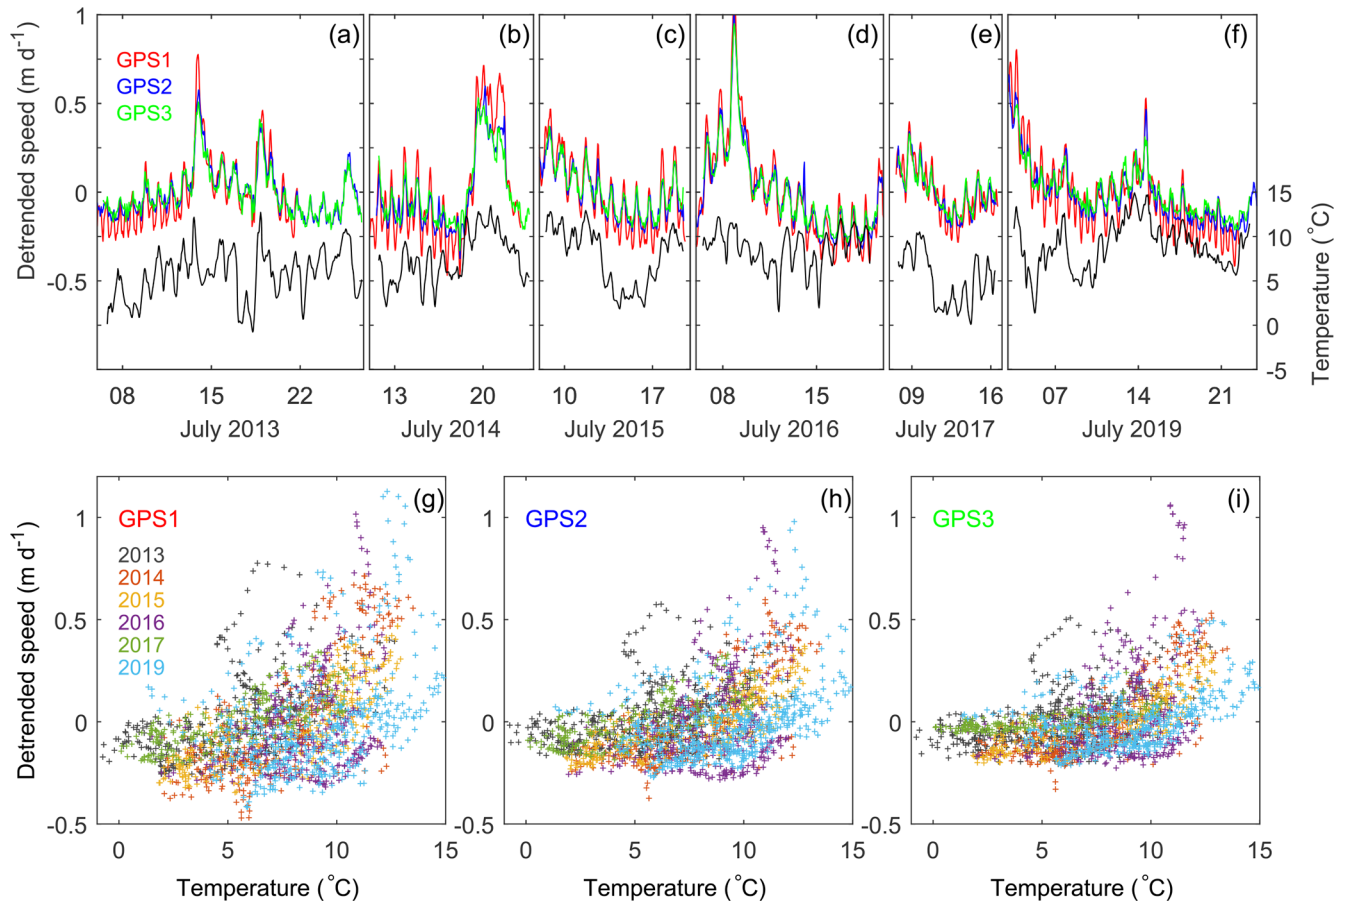 Detrended speed (m d⁻¹)
1
0.5
0
-0.5
GPS1
GPS2
GPS3
(a)
(b)
(c)
(d)
(e)
(f)
15
10
5
0
-5
Temperature (°C)
08 15 22
13 20
10 17
08 15
09 16
07 14 21
July 2013
July 2014
July 2015
July 2016
July 2017
July 2019
Detrended speed (m d⁻¹)
1
0.5
0
-0.5
GPS1
(g)
2013
2014
2015
2016
2017
2019
0 5 10 15
Temperature (°C)
1
0.5
0
-0.5
GPS2
(h)
0 5 10 15
Temperature (°C)
1
0.5
0
-0.5
GPS3
(i)
0 5 10 15
Temperature (°C)